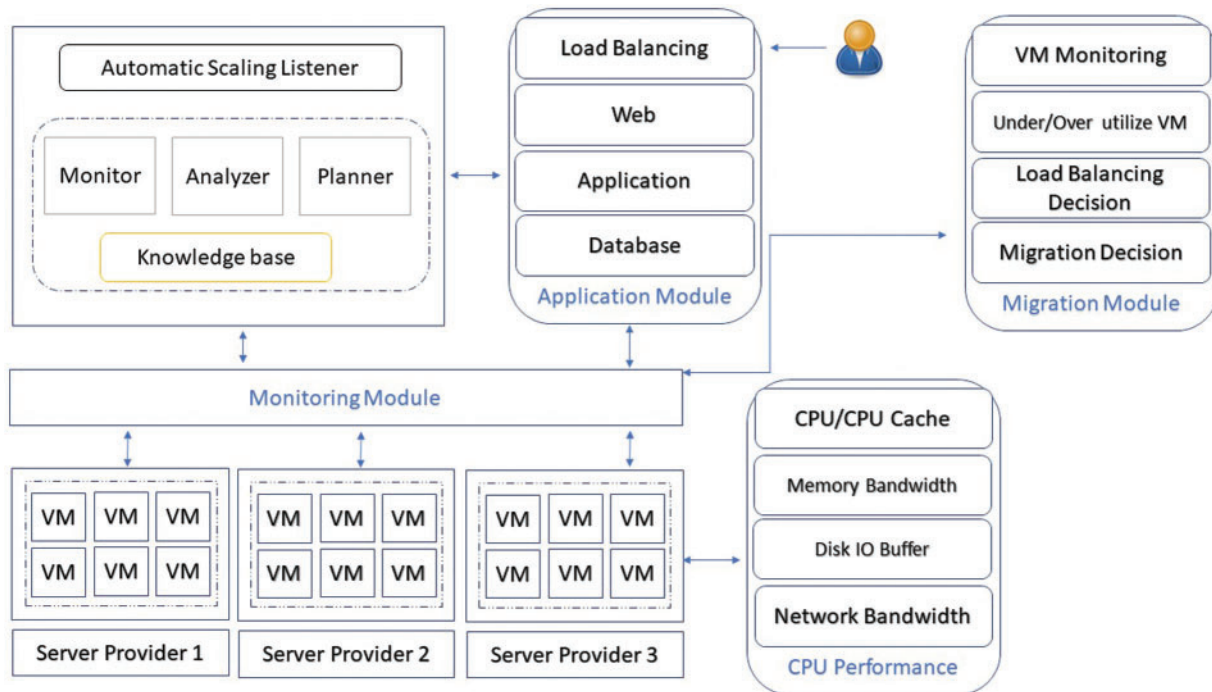 Automatic Scaling Listener
Monitor
Analyzer
Planner
Knowledge base
Load Balancing
Web
Application
Database
Application Module
VM Monitoring
Under/Over utilize VM
Load Balancing
Decision
Migration Decision
Migration Module
Monitoring Module
VM VM VM
VM VM VM
Server Provider 1
VM VM VM
VM VM VM
Server Provider 2
VM VM VM
VM VM VM
Server Provider 3
CPU/CPU Cache
Memory Bandwidth
Disk IO Buffer
Network Bandwidth
CPU Performance